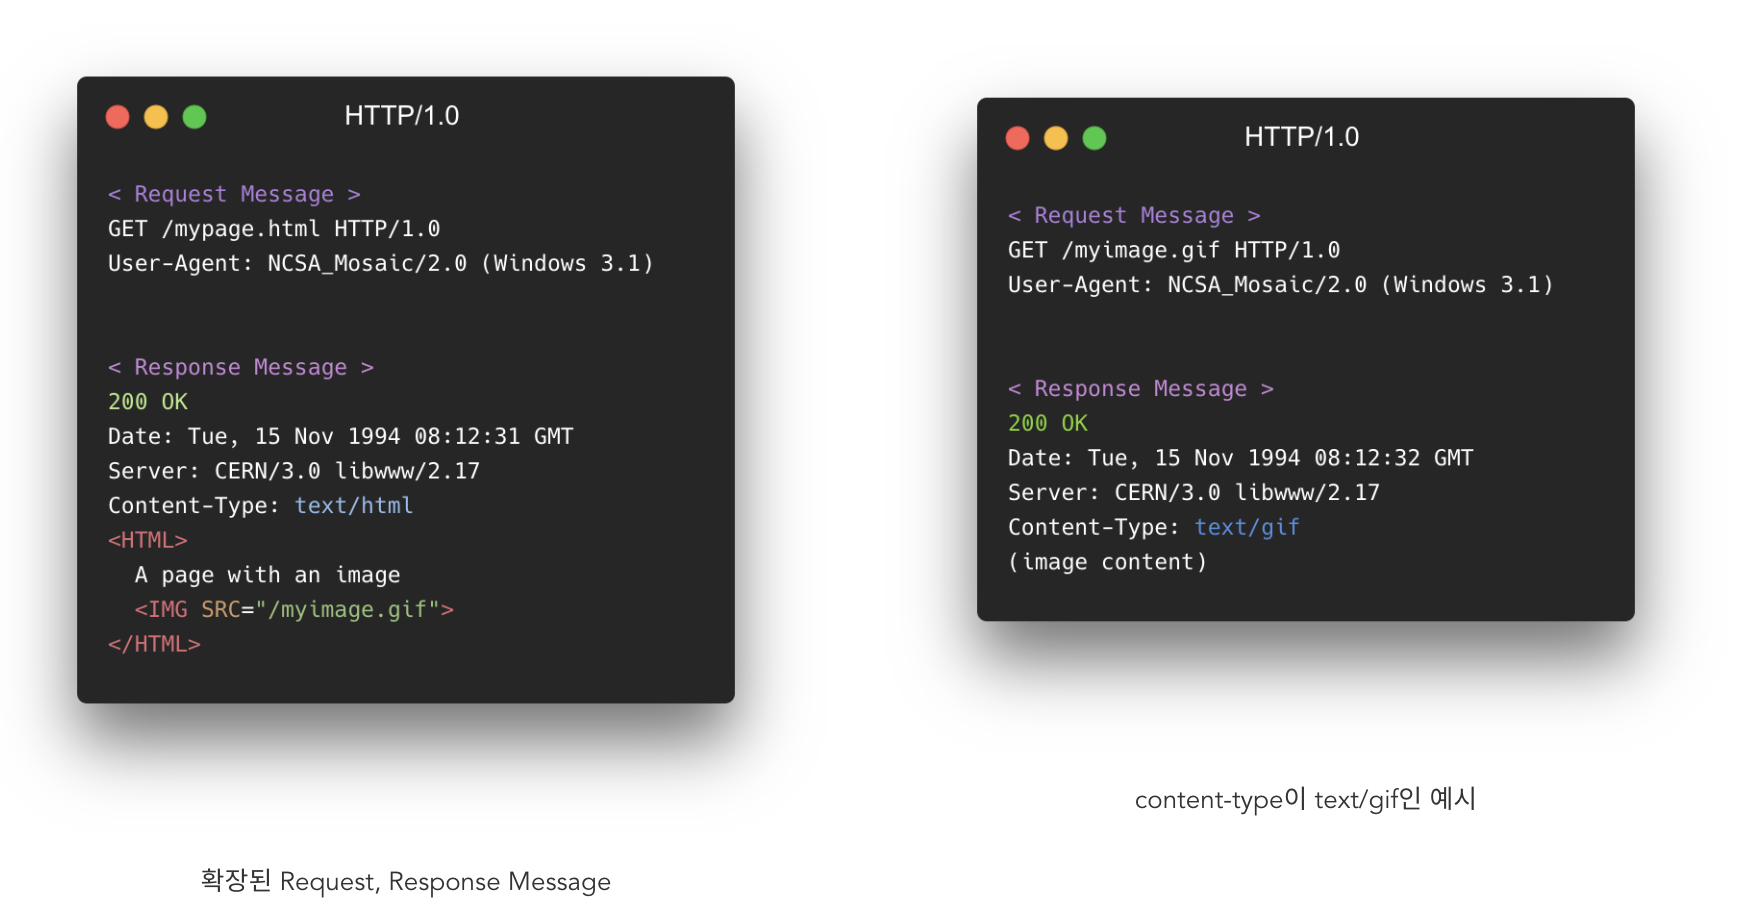 HTTP/1.0
< Request Message >
GET /mypage.html HTTP/1.0
User-Agent: NCSA_Mosaic/2.0 (Windows 3.1)
< Response Message >
200 OK
Date: Tue, 15 Nov 1994 08:12:31 GMT
Server: CERN/3.0 libwww/2.17
Content-Type: text/html
<HTML>
  A page with an image
  <IMG SRC="/myimage.gif">
</HTML>
확장된 Request, Response Message
HTTP/1.0
< Request Message >
GET /myimage.gif HTTP/1.0
User-Agent: NCSA_Mosaic/2.0 (Windows 3.1)
< Response Message >
200 OK
Date: Tue, 15 Nov 1994 08:12:32 GMT
Server: CERN/3.0 libwww/2.17
Content-Type: text/gif
(image content)
content-type이 text/gif인 예시